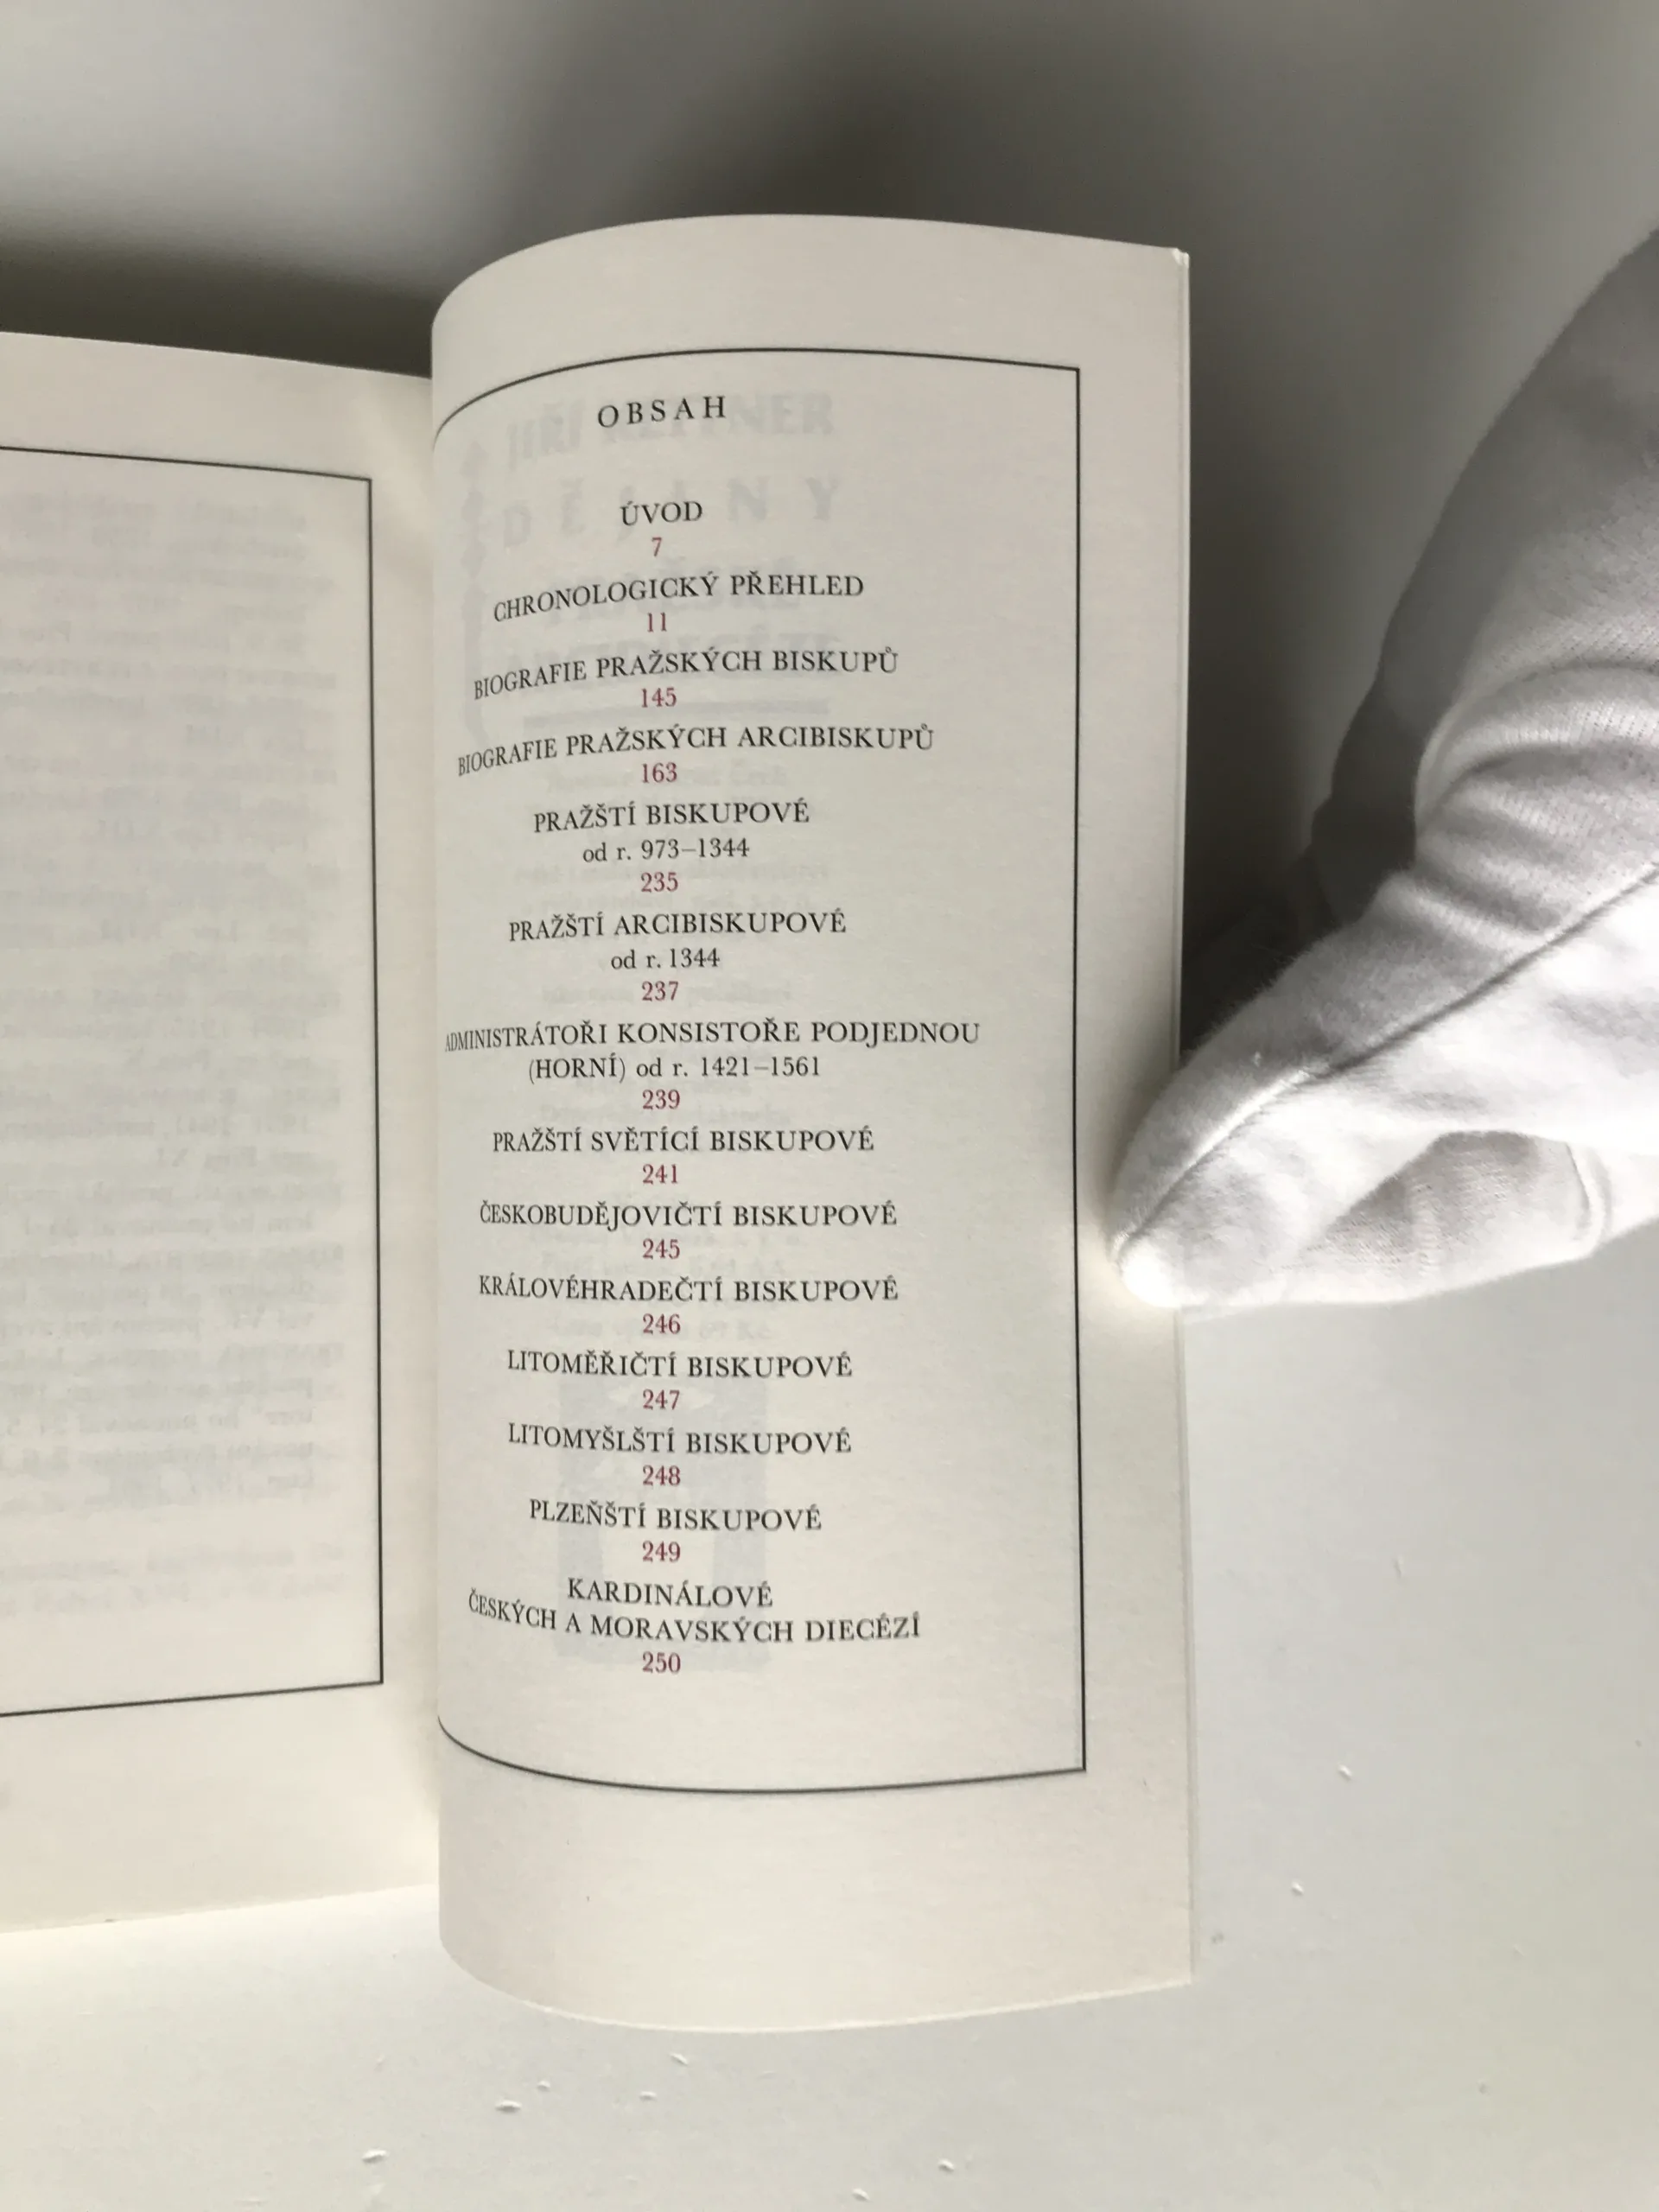 OBSAH
ÚVOD
7
CHRONOLOGICKÝ PŘEHLED
11
BIOGRAFIE PRAŽSKÝCH BISKUPŮ
145
BIOGRAFIE PRAŽSKÝCH ARCIBISKUPŮ
163
PRAŽŠTÍ BISKUPOVÉ
od r. 973–1344
235
PRAŽŠTÍ ARCIBISKUPOVÉ
od r. 1344
237
ADMINISTRÁTOŘI KONSISTOŘE PODJEDNOU
(HORNÍ) od r. 1421–1561
239
PRAŽŠTÍ SVĚTÍCÍ BISKUPOVÉ
241
ČESKOBUDĚJOVIČTÍ BISKUPOVÉ
245
KRÁLOVÉHRADEČTÍ BISKUPOVÉ
246
LITOMĚŘIČTÍ BISKUPOVÉ
247
LITOMYŠLŠTÍ BISKUPOVÉ
248
PLZEŇŠTÍ BISKUPOVÉ
249
KARDINÁLOVÉ
ČESKÝCH A MORAVSKÝCH DIECÉZÍ
250